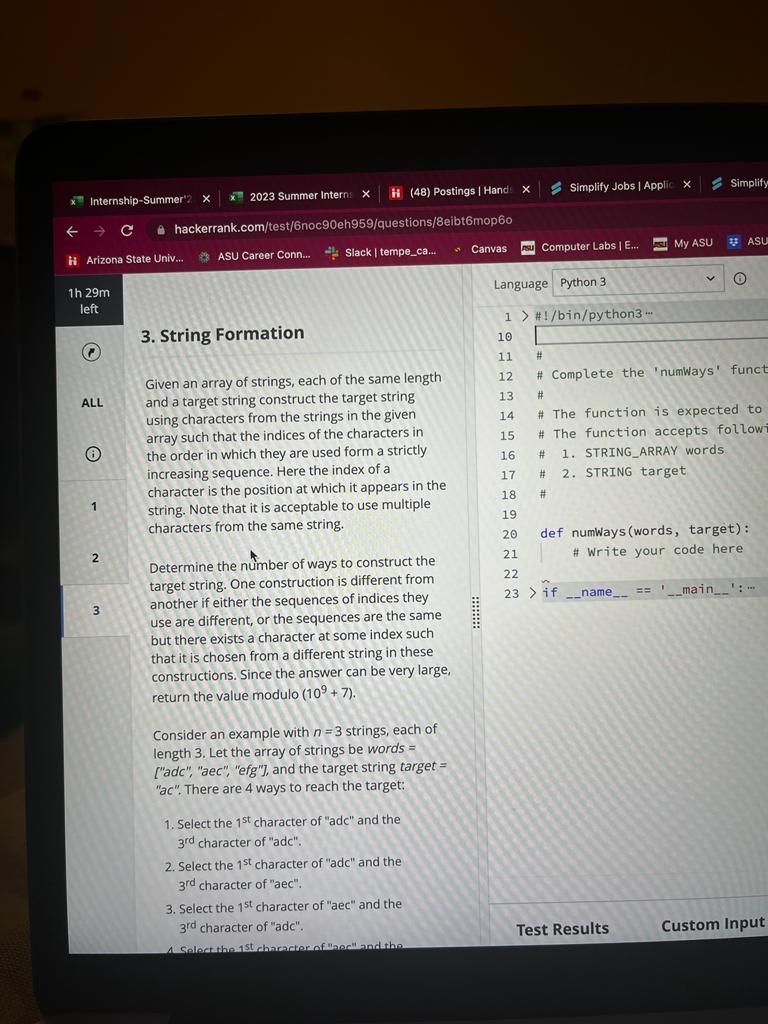 Internship-Summer'2
2023 Summer Interns
(48) Postings | Hands
Simplify Jobs | Applic
Simplify
hackerrank.com/test/6noc90eh959/questions/8eibt6mop6o
Arizona State Univ...
ASU Career Conn...
Slack | tempe_ca...
Canvas
Computer Labs | E...
My ASU
ASU
1h 29m
left
ALL
1
2
3
3. String Formation
Given an array of strings, each of the same length
and a target string construct the target string
using characters from the strings in the given
array such that the indices of the characters in
the order in which they are used form a strictly
increasing sequence. Here the index of a
character is the position at which it appears in the
string. Note that it is acceptable to use multiple
characters from the same string.
Determine the number of ways to construct the
target string. One construction is different from
another if either the sequences of indices they
use are different, or the sequences are the same
but there exists a character at some index such
that it is chosen from a different string in these
constructions. Since the answer can be very large,
return the value modulo (10⁹ + 7).
Consider an example with n = 3 strings, each of
length 3. Let the array of strings be words =
["adc", "aec", "efg"], and the target string target =
"ac". There are 4 ways to reach the target:
1. Select the 1st character of "adc" and the
3rd character of "adc".
2. Select the 1st character of "adc" and the
3rd character of "aec".
3. Select the 1st character of "aec" and the
3rd character of "adc".
4. Select the 1st character of "aec" and the
Language Python 3
1 > #!/bin/python3 ⋯
10
11 #
12 # Complete the 'numWays' funct
13 #
14 # The function is expected to
15 # The function accepts followi
16 # 1. STRING_ARRAY words
17 # 2. STRING target
18 #
19
20 def numWays(words, target):
21 # Write your code here
22
23 > if __name__ == '__main__': ⋯
Test Results
Custom Input